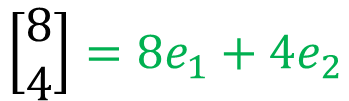 [8
4] = 8e₁ + 4e₂